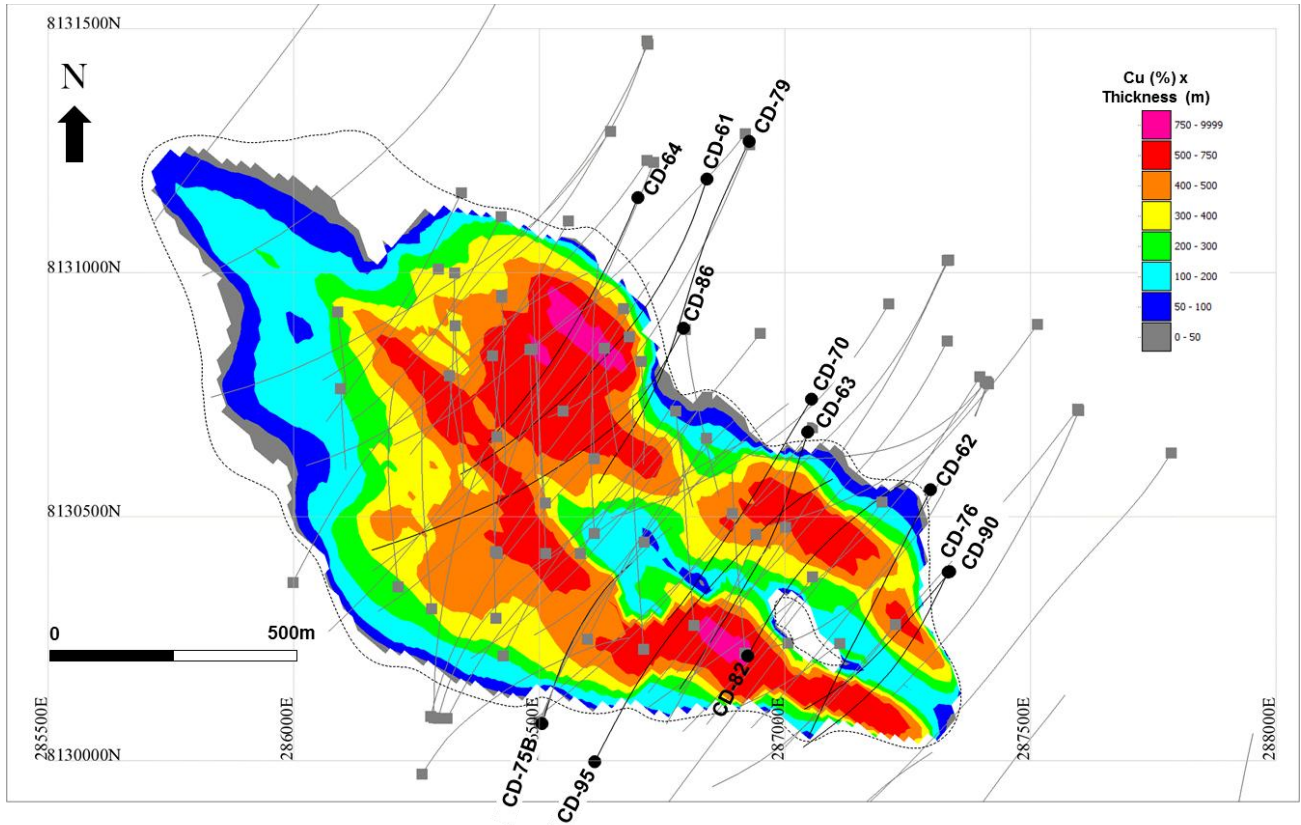 8131500N
N
Cu (%) x
Thickness (m)
750 - 9999
500 - 750
400 - 500
300 - 400
200 - 300
100 - 200
50 - 100
0 - 50
CD-79
CD-61
CD-64
8131000N
CD-86
CD-70
CD-63
CD-62
8130500N
CD-76
CD-90
0
500m
CD-82
CD-75B
CD-95
8130000N
285500E
286000E
287000E
287500E
288000E